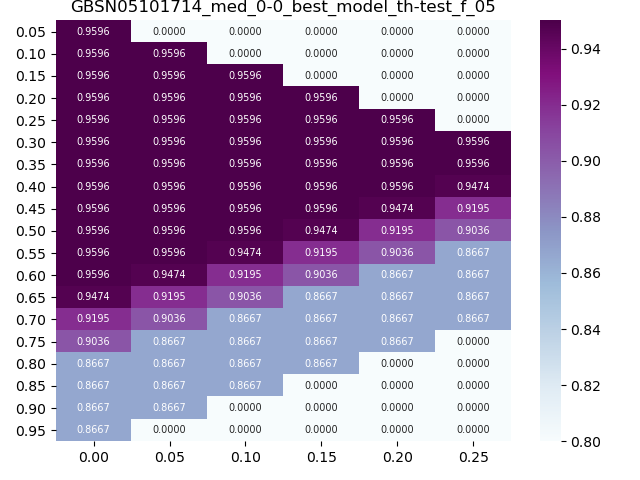 GBSN05101714_med_0-0_best_model_th-test_f_05
0.05 0.9596 0.0000 0.0000 0.0000 0.0000 0.0000
0.10 0.9596 0.9596 0.0000 0.0000 0.0000 0.0000
0.15 0.9596 0.9596 0.9596 0.0000 0.0000 0.0000
0.20 0.9596 0.9596 0.9596 0.9596 0.0000 0.0000
0.25 0.9596 0.9596 0.9596 0.9596 0.9596 0.0000
0.30 0.9596 0.9596 0.9596 0.9596 0.9596 0.9596
0.35 0.9596 0.9596 0.9596 0.9596 0.9596 0.9596
0.40 0.9596 0.9596 0.9596 0.9596 0.9596 0.9474
0.45 0.9596 0.9596 0.9596 0.9596 0.9474 0.9195
0.50 0.9596 0.9596 0.9596 0.9474 0.9195 0.9036
0.55 0.9596 0.9596 0.9474 0.9195 0.9036 0.8667
0.60 0.9596 0.9474 0.9195 0.9036 0.8667 0.8667
0.65 0.9474 0.9195 0.9036 0.8667 0.8667 0.8667
0.70 0.9195 0.9036 0.8667 0.8667 0.8667 0.8667
0.75 0.9036 0.8667 0.8667 0.8667 0.8667 0.0000
0.80 0.8667 0.8667 0.8667 0.8667 0.0000 0.0000
0.85 0.8667 0.8667 0.8667 0.0000 0.0000 0.0000
0.90 0.8667 0.8667 0.0000 0.0000 0.0000 0.0000
0.95 0.8667 0.0000 0.0000 0.0000 0.0000 0.0000
0.00 0.05 0.10 0.15 0.20 0.25
0.94
0.92
0.90
0.88
0.86
0.84
0.82
0.80